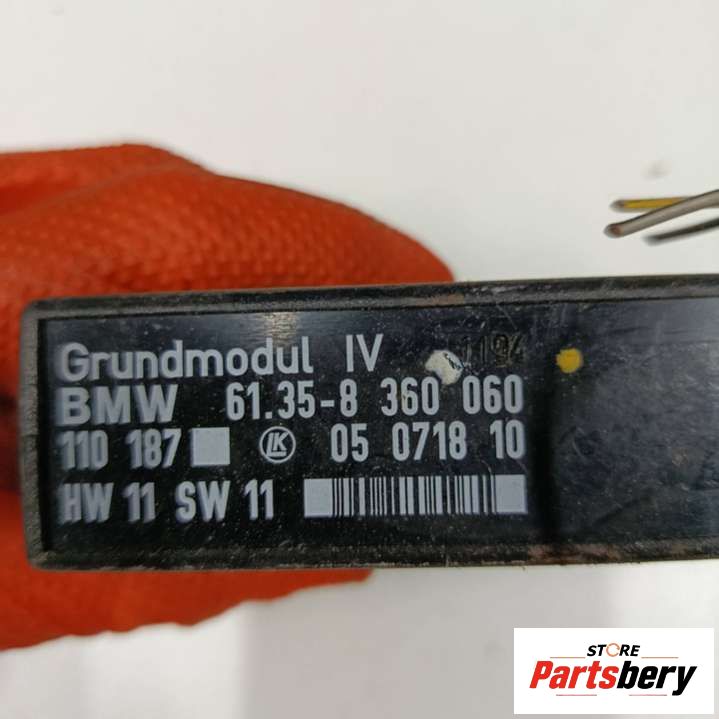 Grundmodul IV
BMW 61.35-8 360 060
110 187 LK 05 0718 10
HW 11 SW 11
STORE
Partsbery